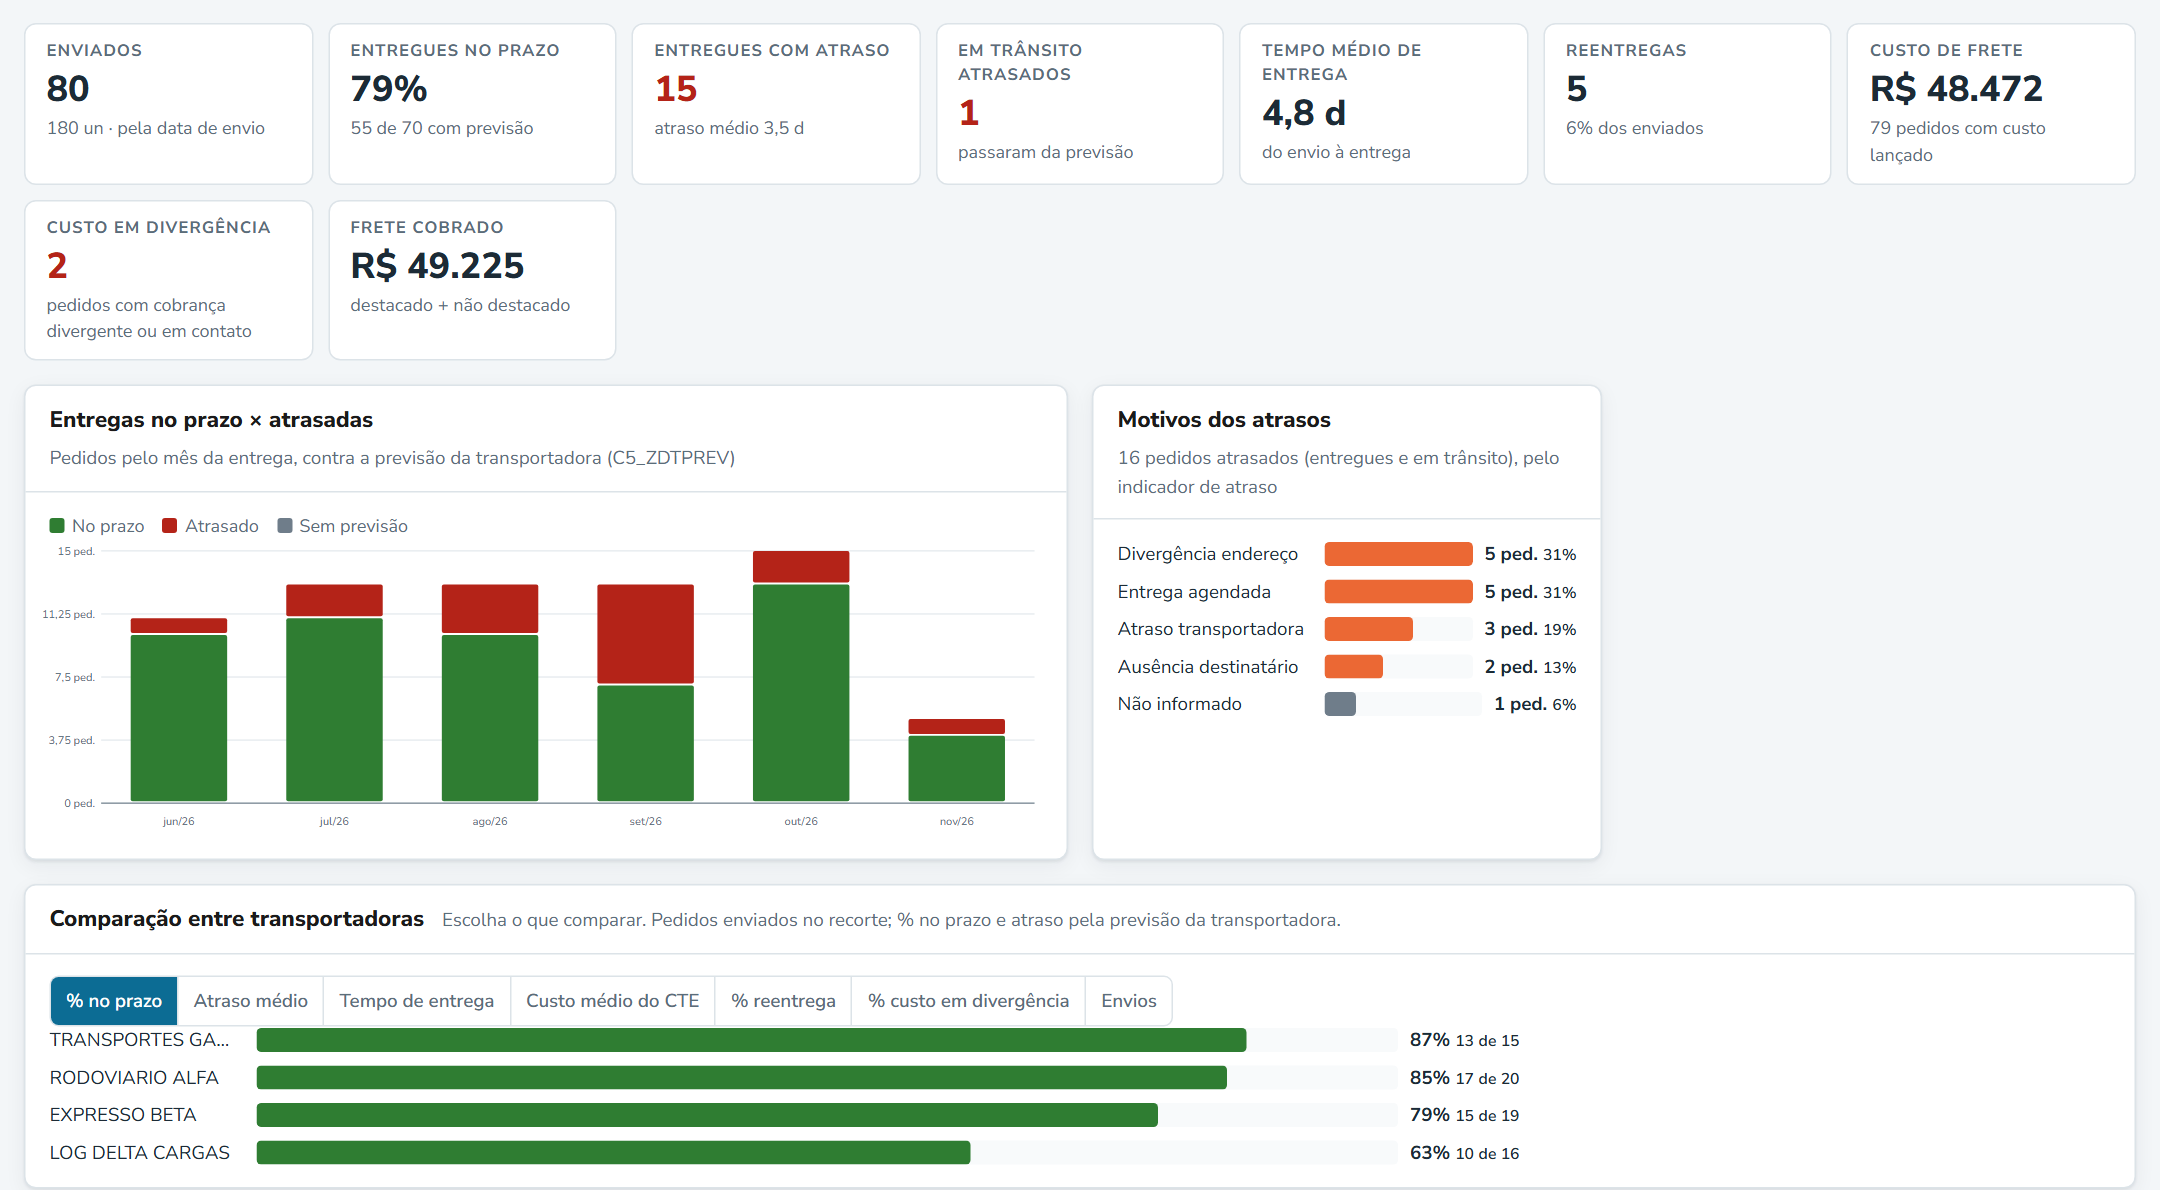 ENVIADOS
80
180 un · pela data de envio
ENTREGUES NO PRAZO
79%
55 de 70 com previsão
ENTREGUES COM ATRASO
15
atraso médio 3,5 d
EM TRÂNSITO
ATRASADOS
1
passaram da previsão
TEMPO MÉDIO DE
ENTREGA
4,8 d
do envio à entrega
REENTREGAS
5
6% dos enviados
CUSTO DE FRETE
R$ 48.472
79 pedidos com custo
lançado
CUSTO EM DIVERGÊNCIA
2
pedidos com cobrança
divergente ou em contato
FRETE COBRADO
R$ 49.225
destacado + não destacado
Entregas no prazo × atrasadas
Pedidos pelo mês da entrega, contra a previsão da transportadora (C5_ZDTPREV)
No prazo Atrasado Sem previsão
15 ped.
11,25 ped.
7,5 ped.
3,75 ped.
0 ped.
jun/26 jul/26 ago/26 set/26 out/26 nov/26
Motivos dos atrasos
16 pedidos atrasados (entregues e em trânsito), pelo
indicador de atraso
Divergência endereço 5 ped. 31%
Entrega agendada 5 ped. 31%
Atraso transportadora 3 ped. 19%
Ausência destinatário 2 ped. 13%
Não informado 1 ped. 6%
Comparação entre transportadoras Escolha o que comparar. Pedidos enviados no recorte; % no prazo e atraso pela previsão da transportadora.
% no prazo Atraso médio Tempo de entrega Custo médio do CTE % reentrega % custo em divergência Envios
TRANSPORTES GA... 87% 13 de 15
RODOVIARIO ALFA 85% 17 de 20
EXPRESSO BETA 79% 15 de 19
LOG DELTA CARGAS 63% 10 de 16